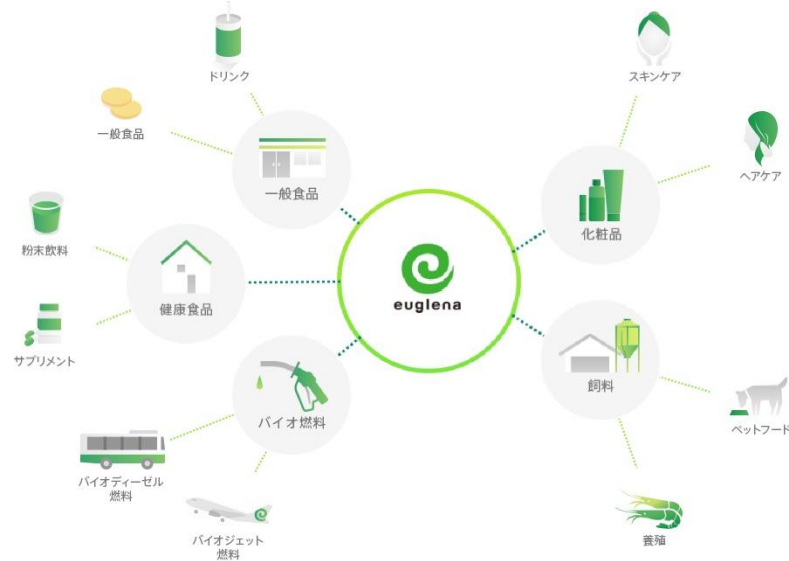 ドリンク
スキンケア
一般食品
ヘアケア
一般食品
化粧品
粉末飲料
健康食品
euglena
サプリメント
バイオ燃料
飼料
ペットフード
バイオディーゼル
燃料
バイオジェット
燃料
養殖